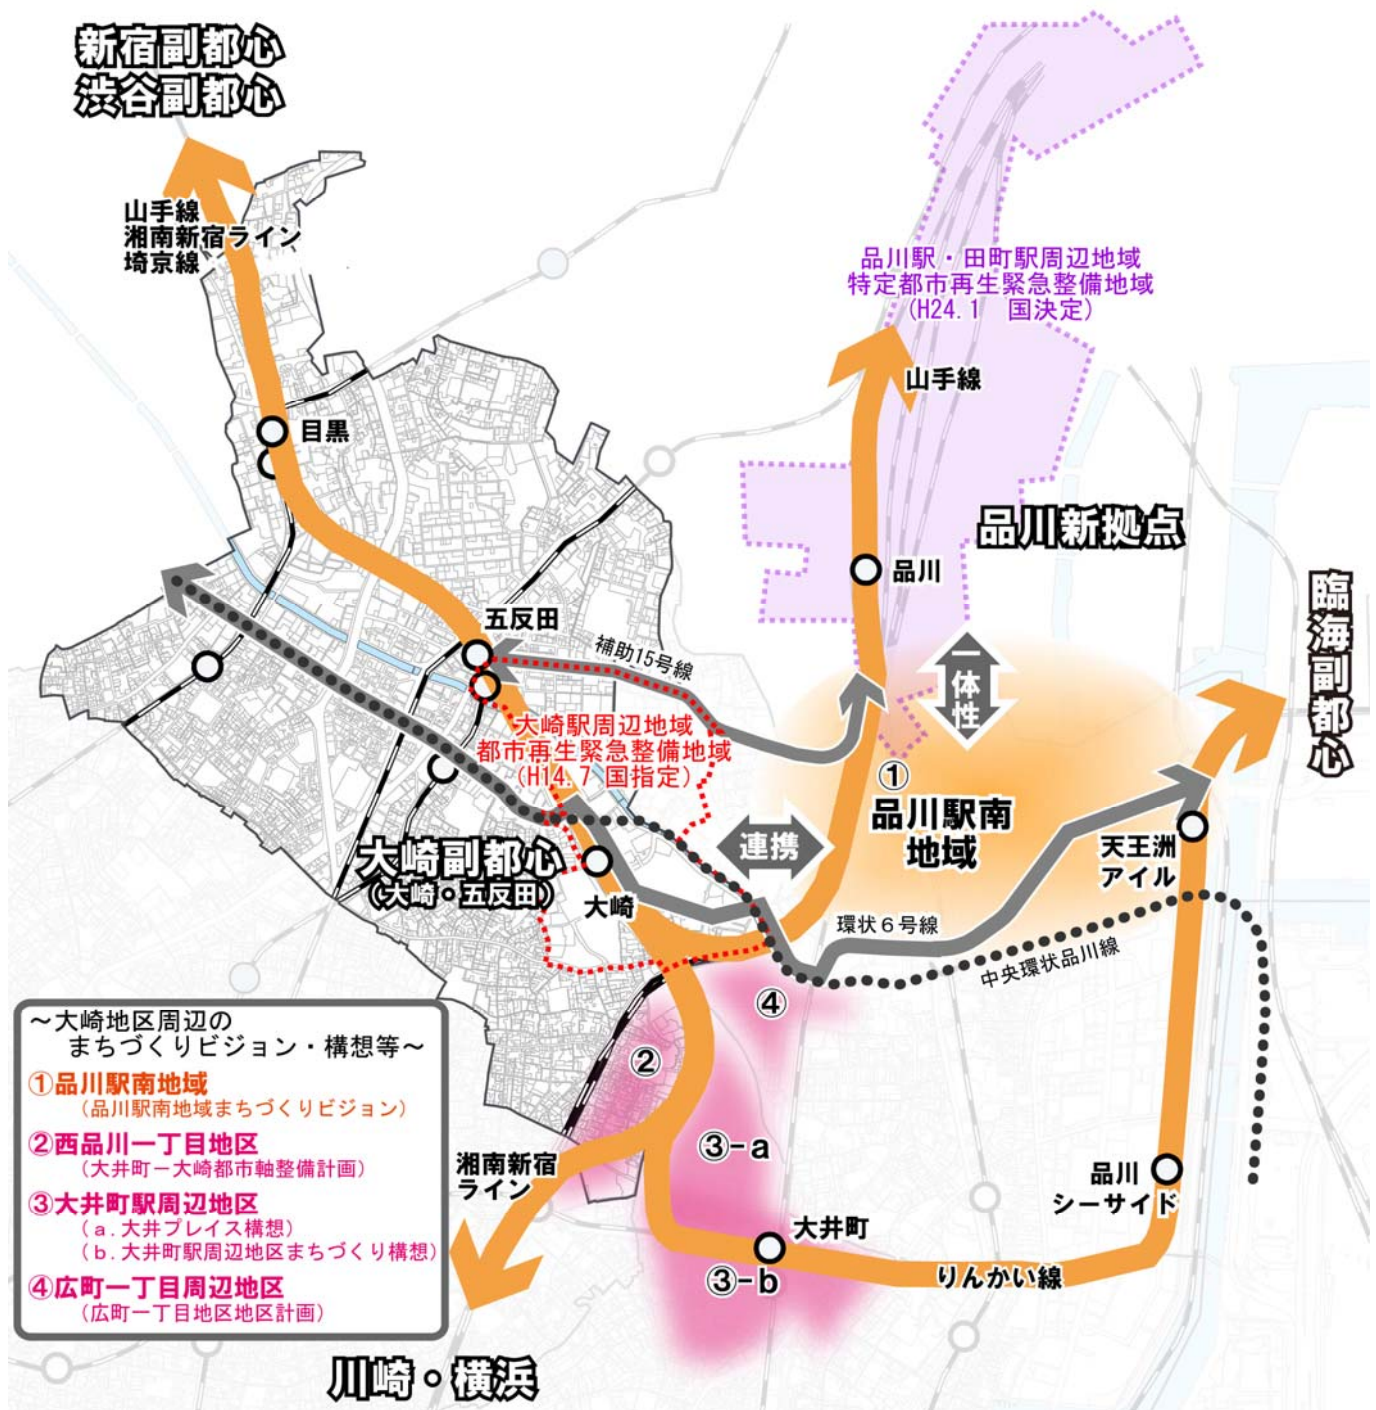 新宿副都心
渋谷副都心
山手線
湘南新宿ライン
埼京線
目黒
品川駅・田町駅周辺地域
特定都市再生緊急整備地域
(H24.1 国決定)
山手線
品川新拠点
品川
臨海副都心
五反田
補助15号線
一体性
大崎駅周辺地域
都市再生緊急整備地域
(H14.7 国指定)
①
品川駅南
地域
連携
大崎副都心
(大崎・五反田)
大崎
天王洲
アイル
環状6号線
中央環状品川線
④
②
③-a
湘南新宿
ライン
品川
シーサイド
大井町
③-b
りんかい線
川崎・横浜
～大崎地区周辺の
まちづくりビジョン・構想等～
①品川駅南地域
(品川駅南地域まちづくりビジョン)
②西品川一丁目地区
(大井町－大崎都市軸整備計画)
③大井町駅周辺地区
(a.大井プレイス構想)
(b.大井町駅周辺地区まちづくり構想)
④広町一丁目周辺地区
(広町一丁目地区地区計画)